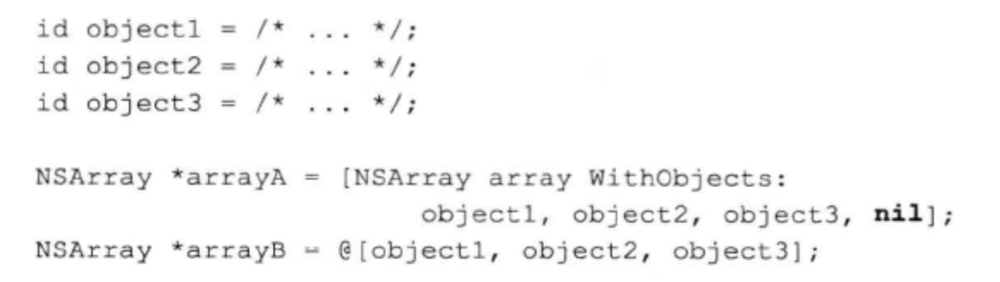 id object1 = /* ... */;
id object2 = /* ... */;
id object3 = /* ... */;
NSArray *arrayA = [NSArray array WithObjects:
object1, object2, object3, nil];
NSArray *arrayB = @[object1, object2, object3];